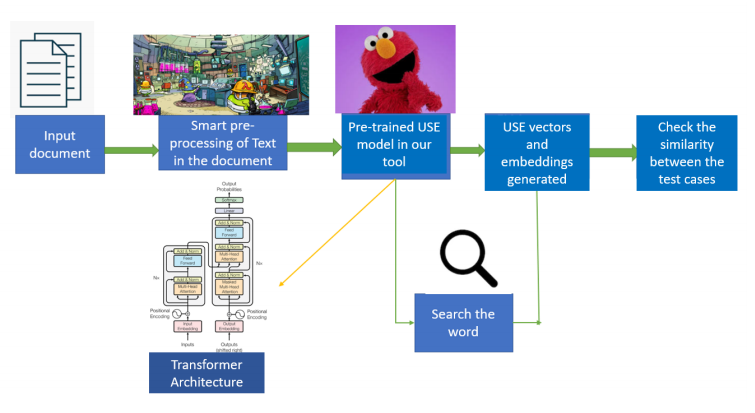 Input
document
Smart pre-
processing of Text
in the document
Pre-trained USE
model in our
tool
USE vectors
and
embeddings
generated
Check the
similarity
between the
test cases
Search the
word
Output
Probabilities
Softmax
Linear
Add & Norm
Feed
Forward
Add & Norm
Multi-Head
Attention
Add & Norm
Masked
Multi-Head
Attention
Nx
Add & Norm
Feed
Forward
Add & Norm
Multi-Head
Attention
Nx
Positional
Encoding
Positional
Encoding
Input
Embedding
Output
Embedding
Inputs
Outputs
(shifted right)
Transformer
Architecture